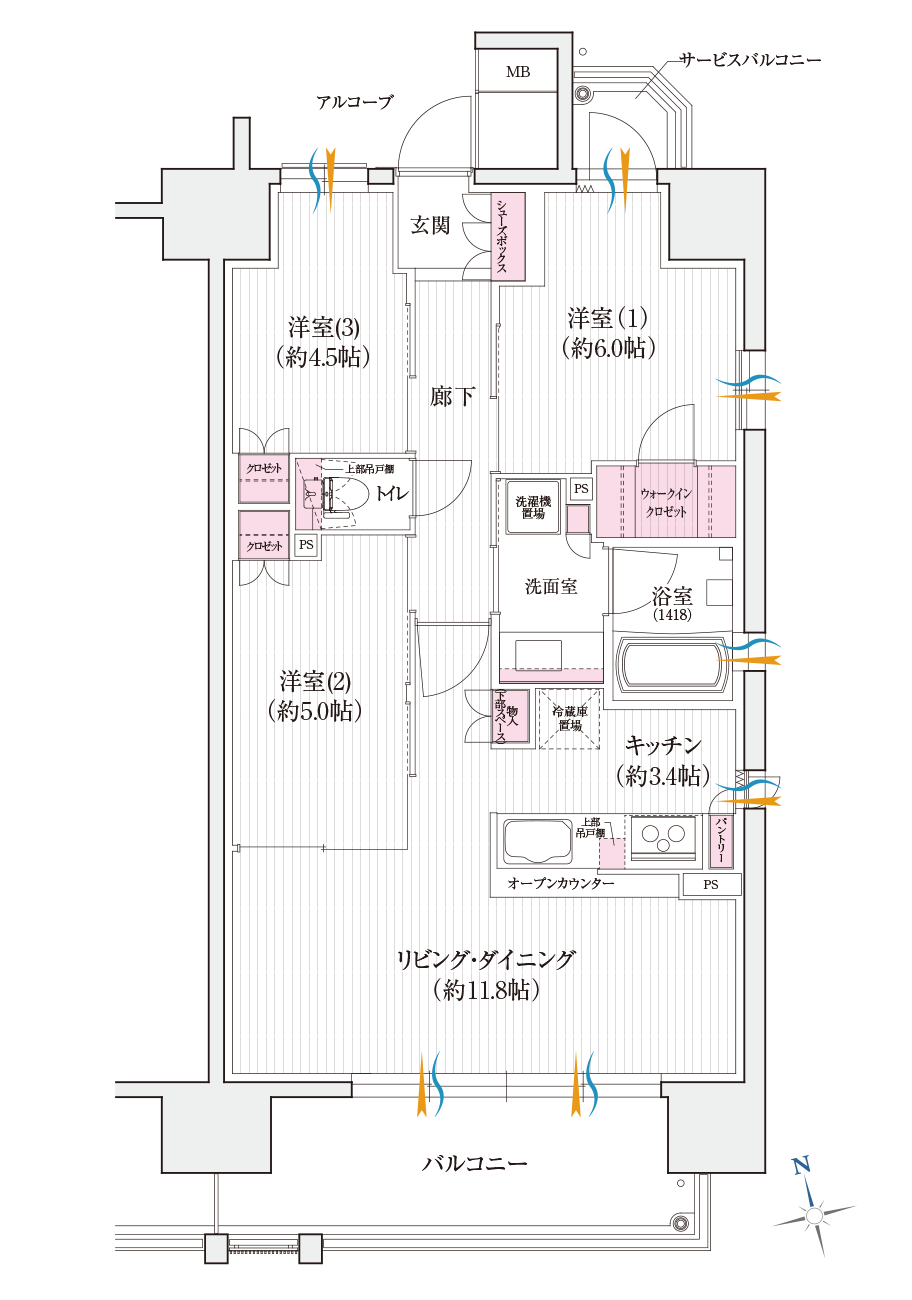 MB
サービスバルコニー
アルコーブ
玄関
シューズボックス
洋室(3)
(約4.5帖)
洋室(1)
(約6.0帖)
廊下
クロゼット
上部吊戸棚
トイレ
洗濯機
置場
PS
ウォークイン
クロゼット
クロゼット
PS
洗面室
浴室
(1418)
洋室(2)
(約5.0帖)
物入
(下部スペース)
冷蔵庫
置場
キッチン
(約3.4帖)
上部
吊戸棚
パントリー
オープンカウンター
PS
リビング・ダイニング
(約11.8帖)
バルコニー
N